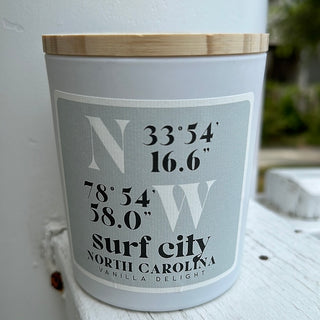 N 33°54'
16.6"
78°54'
58.0" W
surf city
NORTH CAROLINA
VANILLA DELIGHT